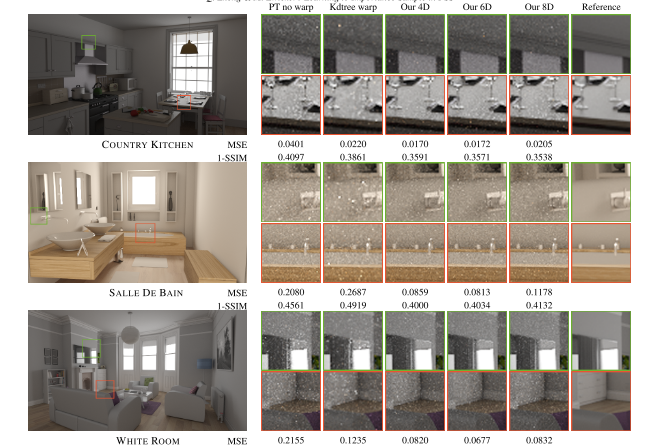 PT no warp Kdtree warp Our 4D Our 6D Our 8D Reference
COUNTRY KITCHEN MSE 0.0401 0.0220 0.0170 0.0172 0.0205
1-SSIM 0.4097 0.3861 0.3591 0.3571 0.3538
SALLE DE BAIN MSE 0.2080 0.2687 0.0859 0.0813 0.1178
1-SSIM 0.4561 0.4919 0.4000 0.4034 0.4132
WHITE ROOM MSE 0.2155 0.1235 0.0820 0.0677 0.0832